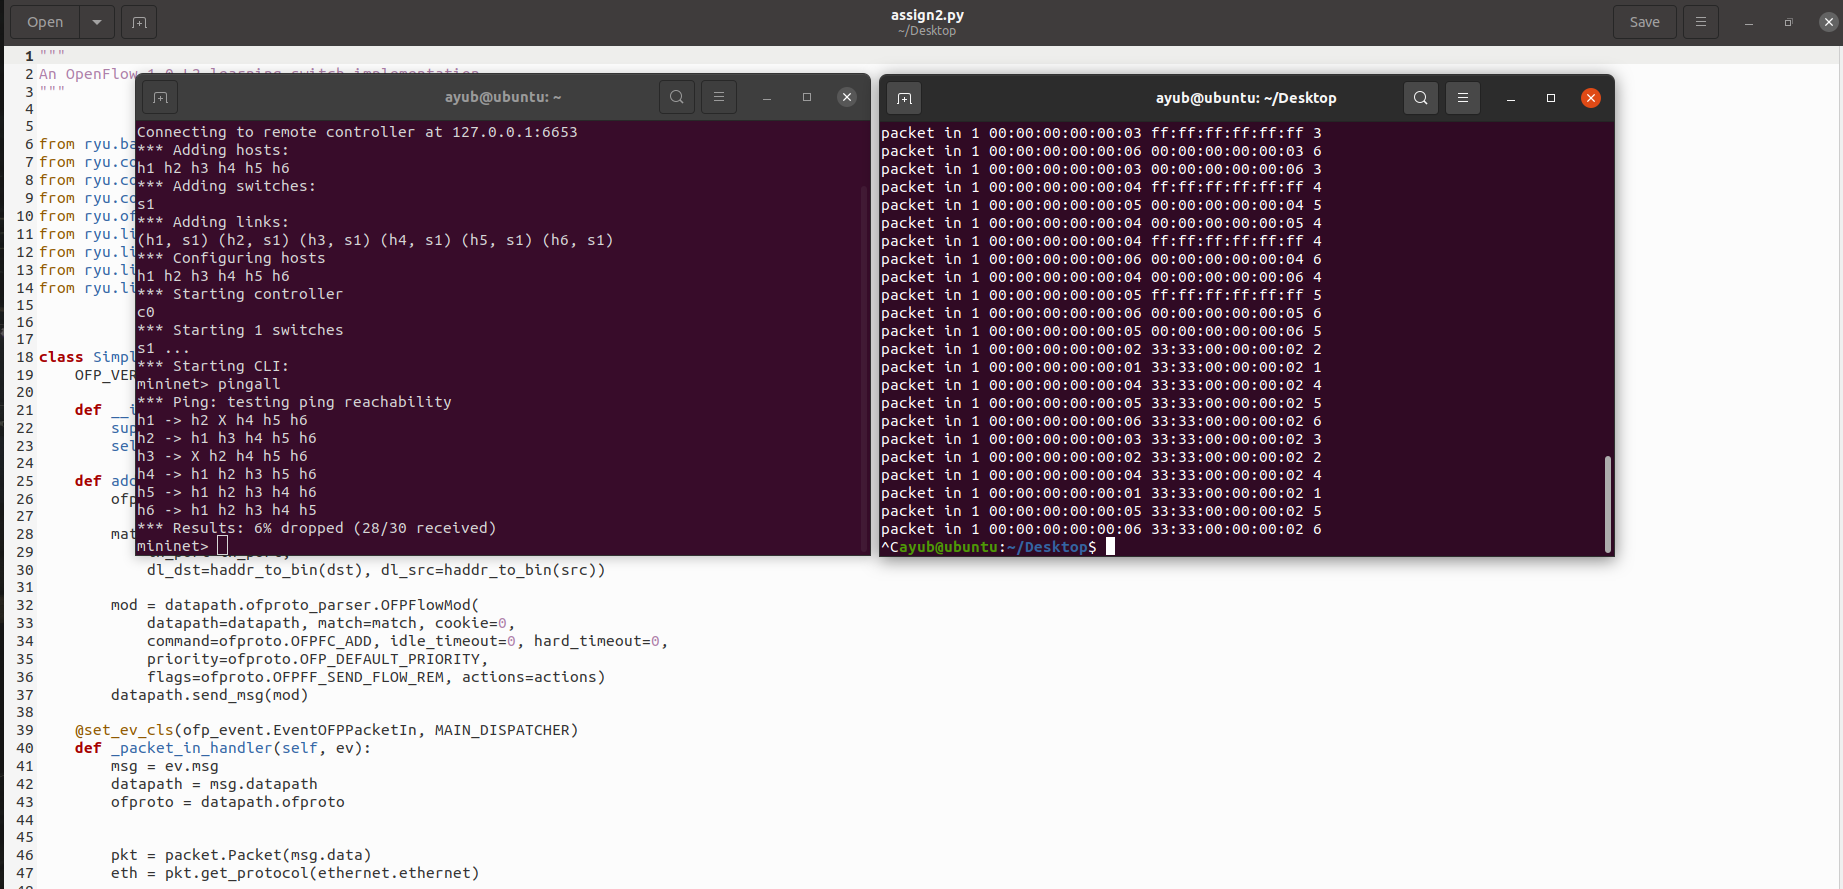 Open
assign2.py
~/Desktop
Save
1 """
2 An OpenFlow 1.0 L2 learning switch implementation
3 """
4
5
6 from ryu.ba
7 from ryu.co
8 from ryu.co
9 from ryu.co
10 from ryu.of
11 from ryu.li
12 from ryu.li
13 from ryu.li
14 from ryu.li
15
16
17
18 class Simpl
19 OFP_VER
20
21 def __i
22 sup
23 sel
24
25 def add
26 ofp
27
28 mat
29
30 dl_dst=haddr_to_bin(dst), dl_src=haddr_to_bin(src))
31
32 mod = datapath.ofproto_parser.OFPFlowMod(
33 datapath=datapath, match=match, cookie=0,
34 command=ofproto.OFPFC_ADD, idle_timeout=0, hard_timeout=0,
35 priority=ofproto.OFP_DEFAULT_PRIORITY,
36 flags=ofproto.OFPFF_SEND_FLOW_REM, actions=actions)
37 datapath.send_msg(mod)
38
39 @set_ev_cls(ofp_event.EventOFPPacketIn, MAIN_DISPATCHER)
40 def _packet_in_handler(self, ev):
41 msg = ev.msg
42 datapath = msg.datapath
43 ofproto = datapath.ofproto
44
45
46 pkt = packet.Packet(msg.data)
47 eth = pkt.get_protocol(ethernet.ethernet)
ayub@ubuntu: ~
Connecting to remote controller at 127.0.0.1:6653
*** Adding hosts:
h1 h2 h3 h4 h5 h6
*** Adding switches:
s1
*** Adding links:
(h1, s1) (h2, s1) (h3, s1) (h4, s1) (h5, s1) (h6, s1)
*** Configuring hosts
h1 h2 h3 h4 h5 h6
*** Starting controller
c0
*** Starting 1 switches
s1 ...
*** Starting CLI:
mininet> pingall
*** Ping: testing ping reachability
h1 -> h2 X h4 h5 h6
h2 -> h1 h3 h4 h5 h6
h3 -> X h2 h4 h5 h6
h4 -> h1 h2 h3 h5 h6
h5 -> h1 h2 h3 h4 h6
h6 -> h1 h2 h3 h4 h5
*** Results: 6% dropped (28/30 received)
mininet>
ayub@ubuntu: ~/Desktop
packet in 1 00:00:00:00:00:03 ff:ff:ff:ff:ff:ff 3
packet in 1 00:00:00:00:00:06 00:00:00:00:00:03 6
packet in 1 00:00:00:00:00:03 00:00:00:00:00:06 3
packet in 1 00:00:00:00:00:04 ff:ff:ff:ff:ff:ff 4
packet in 1 00:00:00:00:00:05 00:00:00:00:00:04 5
packet in 1 00:00:00:00:00:04 00:00:00:00:00:05 4
packet in 1 00:00:00:00:00:04 ff:ff:ff:ff:ff:ff 4
packet in 1 00:00:00:00:00:06 00:00:00:00:00:04 6
packet in 1 00:00:00:00:00:04 00:00:00:00:00:06 4
packet in 1 00:00:00:00:00:05 ff:ff:ff:ff:ff:ff 5
packet in 1 00:00:00:00:00:06 00:00:00:00:00:05 6
packet in 1 00:00:00:00:00:05 00:00:00:00:00:06 5
packet in 1 00:00:00:00:00:02 33:33:00:00:00:02 2
packet in 1 00:00:00:00:00:01 33:33:00:00:00:02 1
packet in 1 00:00:00:00:00:04 33:33:00:00:00:02 4
packet in 1 00:00:00:00:00:05 33:33:00:00:00:02 5
packet in 1 00:00:00:00:00:06 33:33:00:00:00:02 6
packet in 1 00:00:00:00:00:03 33:33:00:00:00:02 3
packet in 1 00:00:00:00:00:02 33:33:00:00:00:02 2
packet in 1 00:00:00:00:00:04 33:33:00:00:00:02 4
packet in 1 00:00:00:00:00:01 33:33:00:00:00:02 1
packet in 1 00:00:00:00:00:05 33:33:00:00:00:02 5
packet in 1 00:00:00:00:00:06 33:33:00:00:00:02 6
^Cayub@ubuntu:~/Desktop$